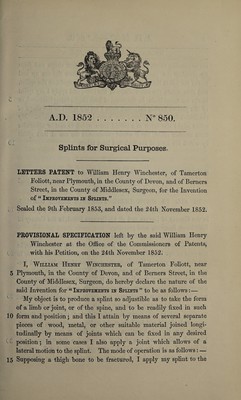 A.D. 1852 . . . . . . . N° 850.
Splints for Surgical Purposes.
LETTERS PATENT to William Henry Winchester, of Tamerton
Foliott, near Plymouth, in the County of Devon, and of Berners
Street, in the County of Middlesex, Surgeon, for the Invention
of “ Improvements in Splints.”
Sealed the 9th February 1853, and dated the 24th November 1852.
PROVISIONAL SPECIFICATION left by the said William Henry
Winchester at the Office of the Commissioners of Patents,
with his Petition, on the 24th November 1852.
I, William Henry Winchester, of Tamerton Foliott, near
5 Plymouth, in the County of Devon, and of Berners Street, in the
County of Middlesex, Surgeon, do hereby declare the nature of the
said Invention for “ Improvements in Splints ” to be as follows : —
My object is to produce a splint so adjustible as to take the form
of a limb or joint, or of the spine, and to be readily fixed in such
10 form and position ; and this I attain by means of several separate
pieces of wood, metal, or other suitable material joined longi-
tudinally by means of joints which can be fixed in any desired
position ; in some cases I also apply a joint which allows of a
lateral motion to the splint. The mode of operation is as follows : —
15 Supposing a thigh bone to be fractured, I apply my splint to the